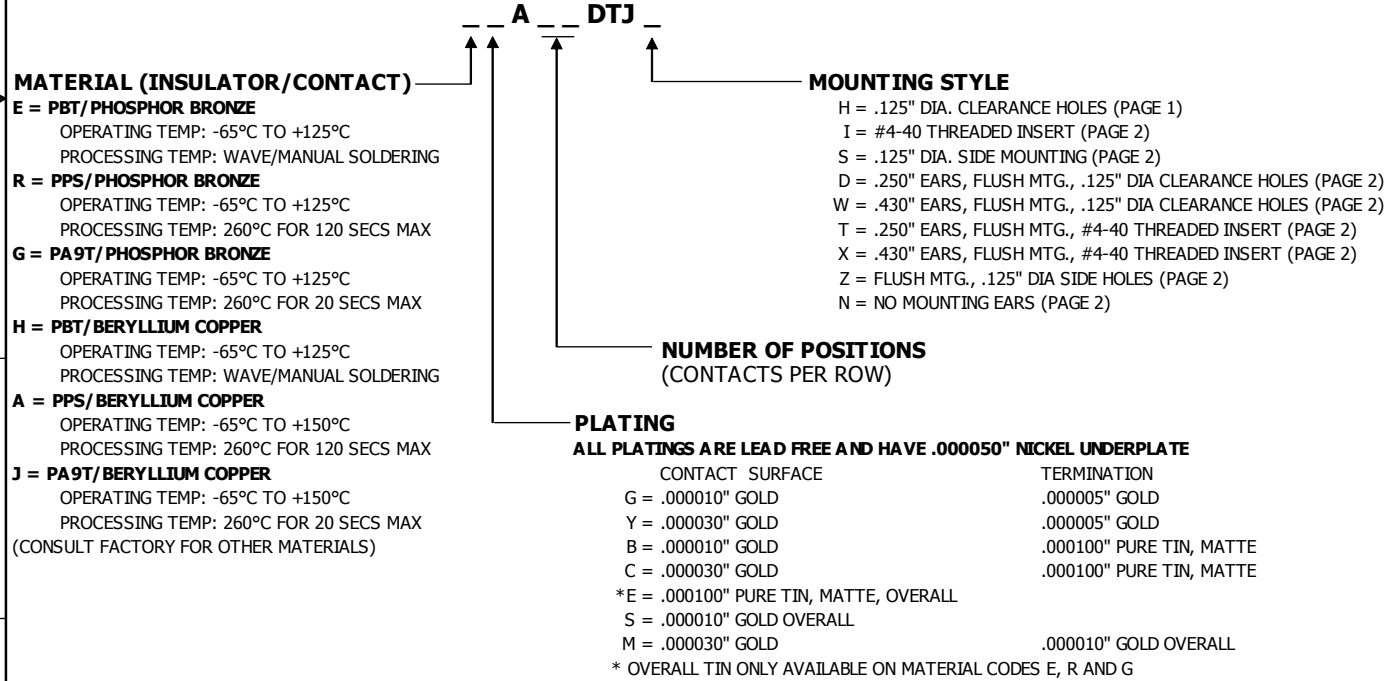 _ _ A _ _ DTJ _
MATERIAL (INSULATOR/CONTACT)
E = PBT/PHOSPHOR BRONZE
OPERATING TEMP: -65°C TO +125°C
PROCESSING TEMP: WAVE/MANUAL SOLDERING
R = PPS/PHOSPHOR BRONZE
OPERATING TEMP: -65°C TO +125°C
PROCESSING TEMP: 260°C FOR 120 SECS MAX
G = PA9T/PHOSPHOR BRONZE
OPERATING TEMP: -65°C TO +125°C
PROCESSING TEMP: 260°C FOR 20 SECS MAX
H = PBT/BERYLLIUM COPPER
OPERATING TEMP: -65°C TO +125°C
PROCESSING TEMP: WAVE/MANUAL SOLDERING
A = PPS/BERYLLIUM COPPER
OPERATING TEMP: -65°C TO +150°C
PROCESSING TEMP: 260°C FOR 120 SECS MAX
J = PA9T/BERYLLIUM COPPER
OPERATING TEMP: -65°C TO +150°C
PROCESSING TEMP: 260°C FOR 20 SECS MAX
(CONSULT FACTORY FOR OTHER MATERIALS)
MOUNTING STYLE
H = .125" DIA. CLEARANCE HOLES (PAGE 1)
I = #4-40 THREADED INSERT (PAGE 2)
S = .125" DIA. SIDE MOUNTING (PAGE 2)
D = .250" EARS, FLUSH MTG., .125" DIA CLEARANCE HOLES (PAGE 2)
W = .430" EARS, FLUSH MTG., .125" DIA CLEARANCE HOLES (PAGE 2)
T = .250" EARS, FLUSH MTG., #4-40 THREADED INSERT (PAGE 2)
X = .430" EARS, FLUSH MTG., #4-40 THREADED INSERT (PAGE 2)
Z = FLUSH MTG., .125" DIA SIDE HOLES (PAGE 2)
N = NO MOUNTING EARS (PAGE 2)
NUMBER OF POSITIONS
(CONTACTS PER ROW)
PLATING
ALL PLATINGS ARE LEAD FREE AND HAVE .000050" NICKEL UNDERPLATE
CONTACT SURFACE TERMINATION
G = .000010" GOLD .000005" GOLD
Y = .000030" GOLD .000005" GOLD
B = .000010" GOLD .000100" PURE TIN, MATTE
C = .000030" GOLD .000100" PURE TIN, MATTE
*E = .000100" PURE TIN, MATTE, OVERALL
S = .000010" GOLD OVERALL
M = .000030" GOLD .000010" GOLD OVERALL
* OVERALL TIN ONLY AVAILABLE ON MATERIAL CODES E, R AND G